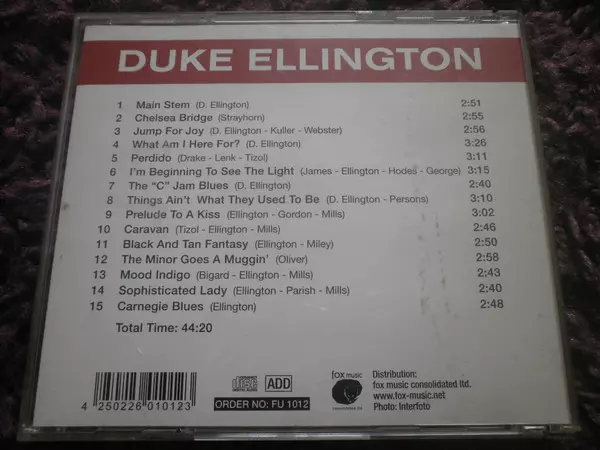 DUKE ELLINGTON
1 Main Stem (D. Ellington) 2:51
2 Chelsea Bridge (Strayhorn) 2:55
3 Jump For Joy (D. Ellington - Kuller - Webster) 2:56
4 What Am I Here For? (D. Ellington) 3:26
5 Perdido (Drake - Lenk - Tizol) 3:11
6 I'm Beginning To See The Light (James - Ellington - Hodes - George) 3:15
7 The "C" Jam Blues (D. Ellington) 2:40
8 Things Ain't What They Used To Be (D. Ellington - Persons) 3:10
9 Prelude To A Kiss (Ellington - Gordon - Mills) 3:02
10 Caravan (Tizol - Ellington - Mills) 2:46
11 Black And Tan Fantasy (Ellington - Miley) 2:50
12 The Minor Goes A Muggin' (Oliver) 2:58
13 Mood Indigo (Bigard - Ellington - Mills) 2:43
14 Sophisticated Lady (Ellington - Parish - Mills) 2:40
15 Carnegie Blues (Ellington) 2:48
Total Time: 44:20
4 250226 010123
disc
DIGITAL AUDIO
ADD
ORDER NO: FU 1012
fox music
Distribution:
fox music consolidated ltd.
www.fox-music.net
Photo: Interfoto